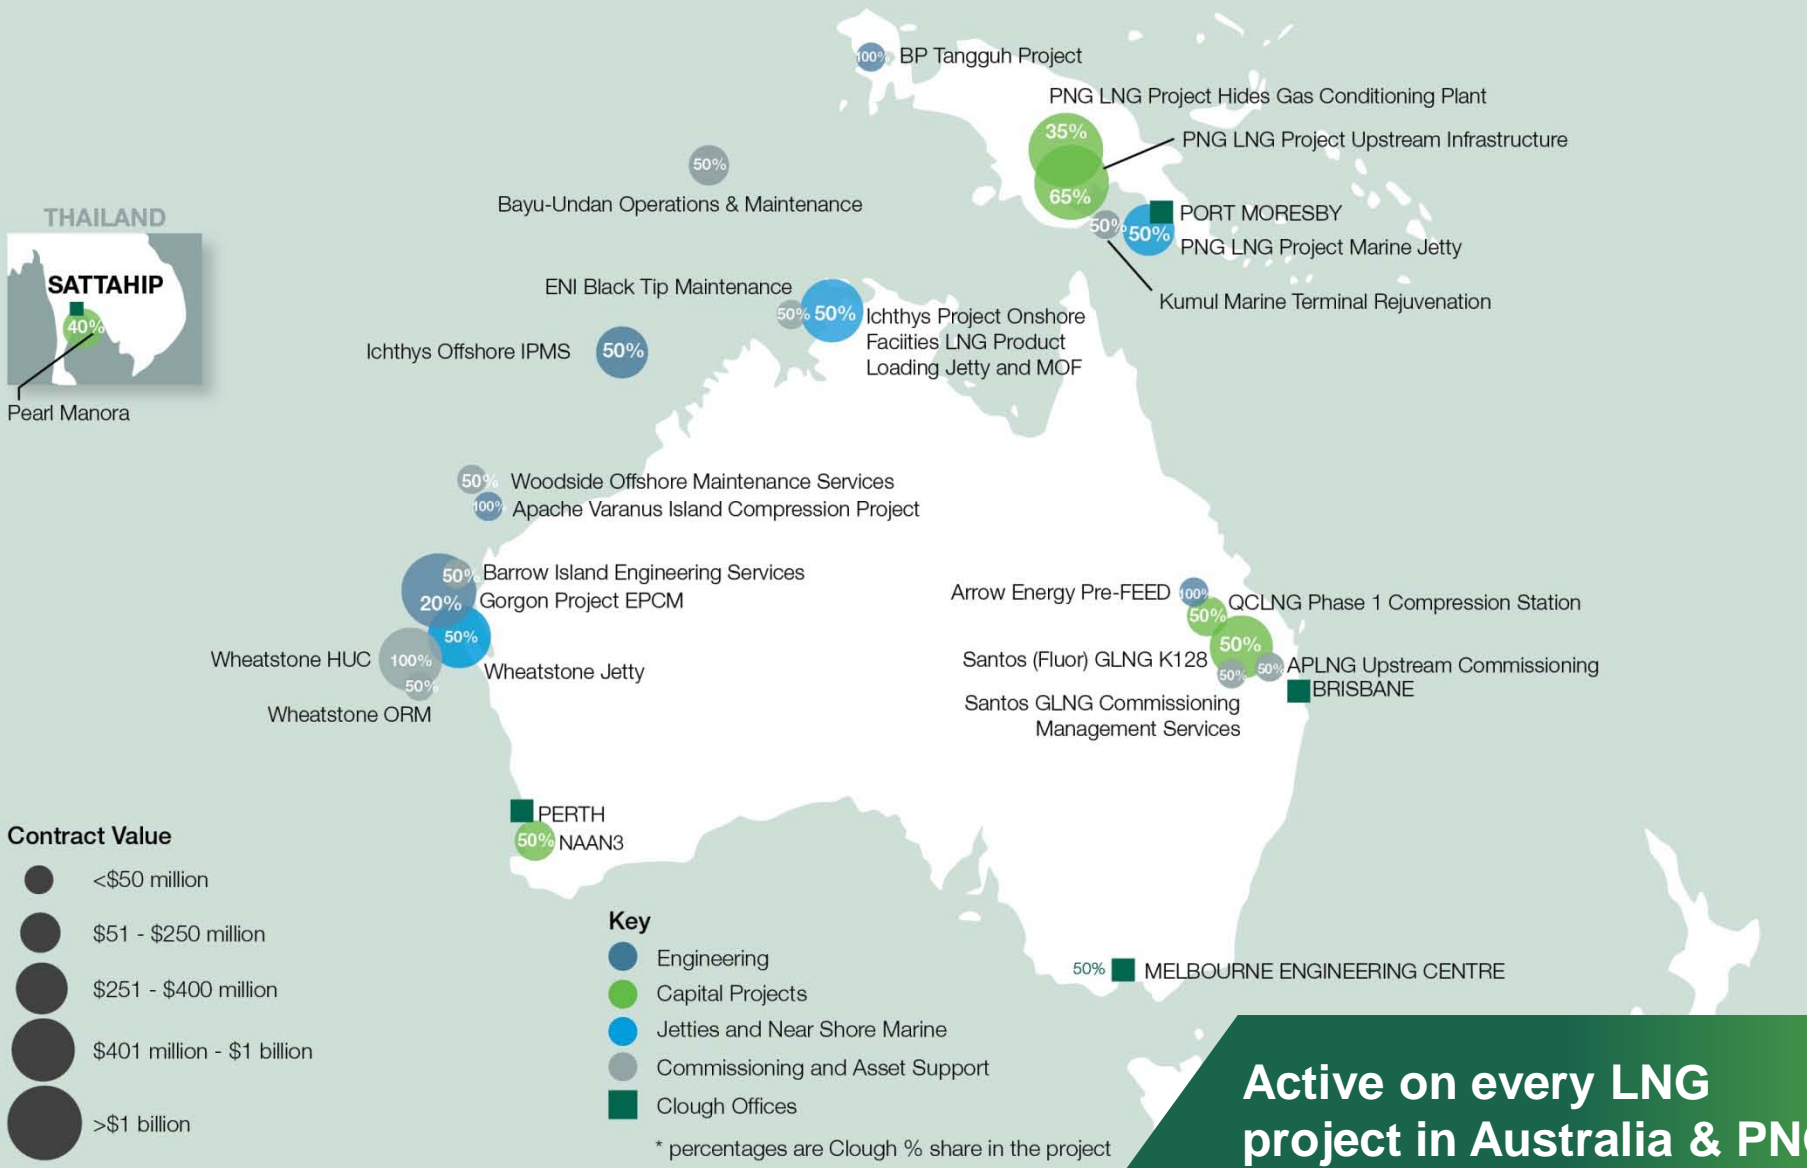 100%
BP Tangguh Project
PNG LNG Project Hides Gas Conditioning Plant
35%
PNG LNG Project Upstream Infrastructure
65%
50%
Bayu-Undan Operations & Maintenance
PORT MORESBY
50%
50%
PNG LNG Project Marine Jetty
Kumul Marine Terminal Rejuvenation
THAILAND
SATTAHIP
40%
Pearl Manora
ENI Black Tip Maintenance
50%
50%
Ichthys Project Onshore
Faciities LNG Product
Loading Jetty and MOF
Ichthys Offshore IPMS
50%
50%
Woodside Offshore Maintenance Services
100%
Apache Varanus Island Compression Project
50%
Barrow Island Engineering Services
20%
Gorgon Project EPCM
50%
Wheatstone Jetty
Wheatstone HUC
100%
50%
Wheatstone ORM
Arrow Energy Pre-FEED
100%
50%
QCLNG Phase 1 Compression Station
50%
Santos (Fluor) GLNG K128
50%
50%
APLNG Upstream Commissioning
BRISBANE
Santos GLNG Commissioning
Management Services
PERTH
50%
NAAN3
Contract Value
<$50 million
$51 - $250 million
$251 - $400 million
$401 million - $1 billion
>$1 billion
Key
Engineering
Capital Projects
Jetties and Near Shore Marine
Commissioning and Asset Support
Clough Offices
* percentages are Clough % share in the project
50%
MELBOURNE ENGINEERING CENTRE
Active on every LNG
project in Australia & PN